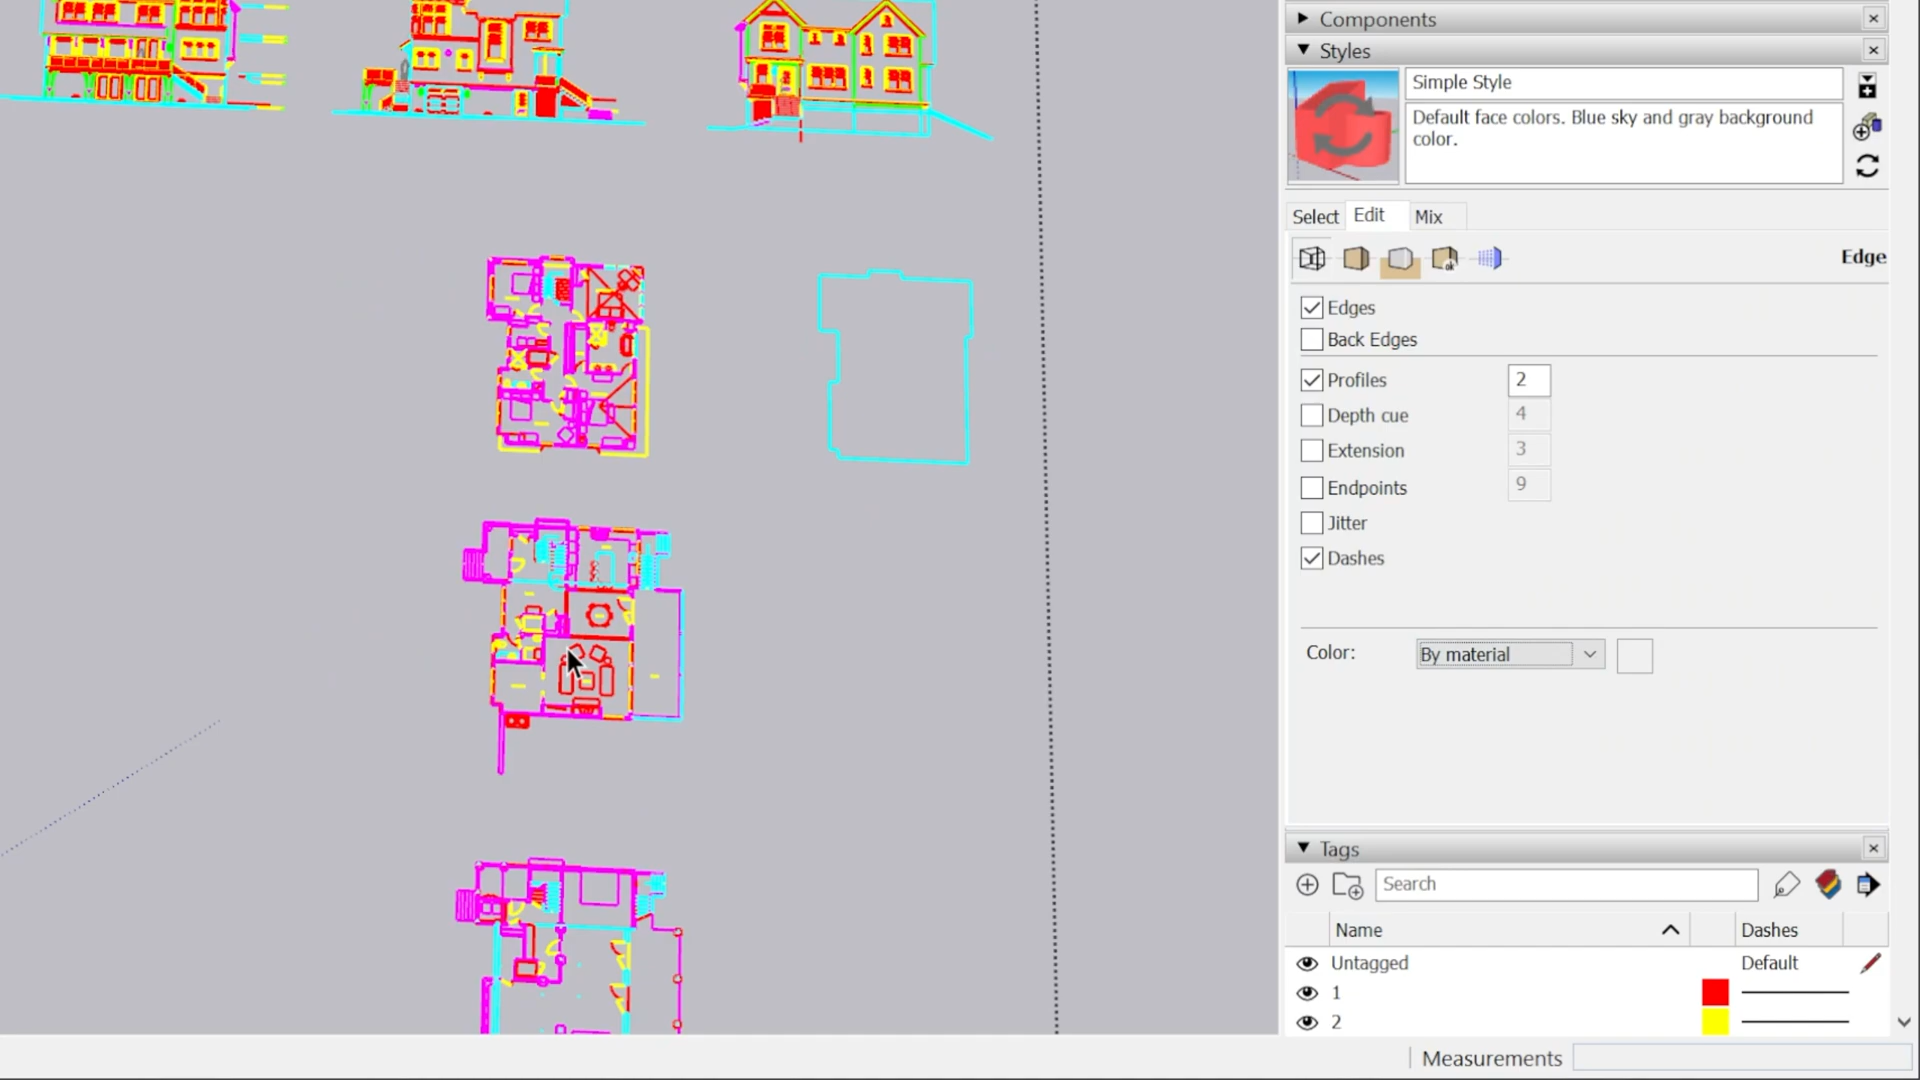 Components
Styles
Simple Style
Default face colors. Blue sky and gray background
color.
Select Edit Mix
Edge
Edges
Back Edges
Profiles 2
Depth cue 4
Extension 3
Endpoints 9
Jitter
Dashes
Color: By material
Tags
Search
Name Dashes
Untagged Default
1
2
Measurements